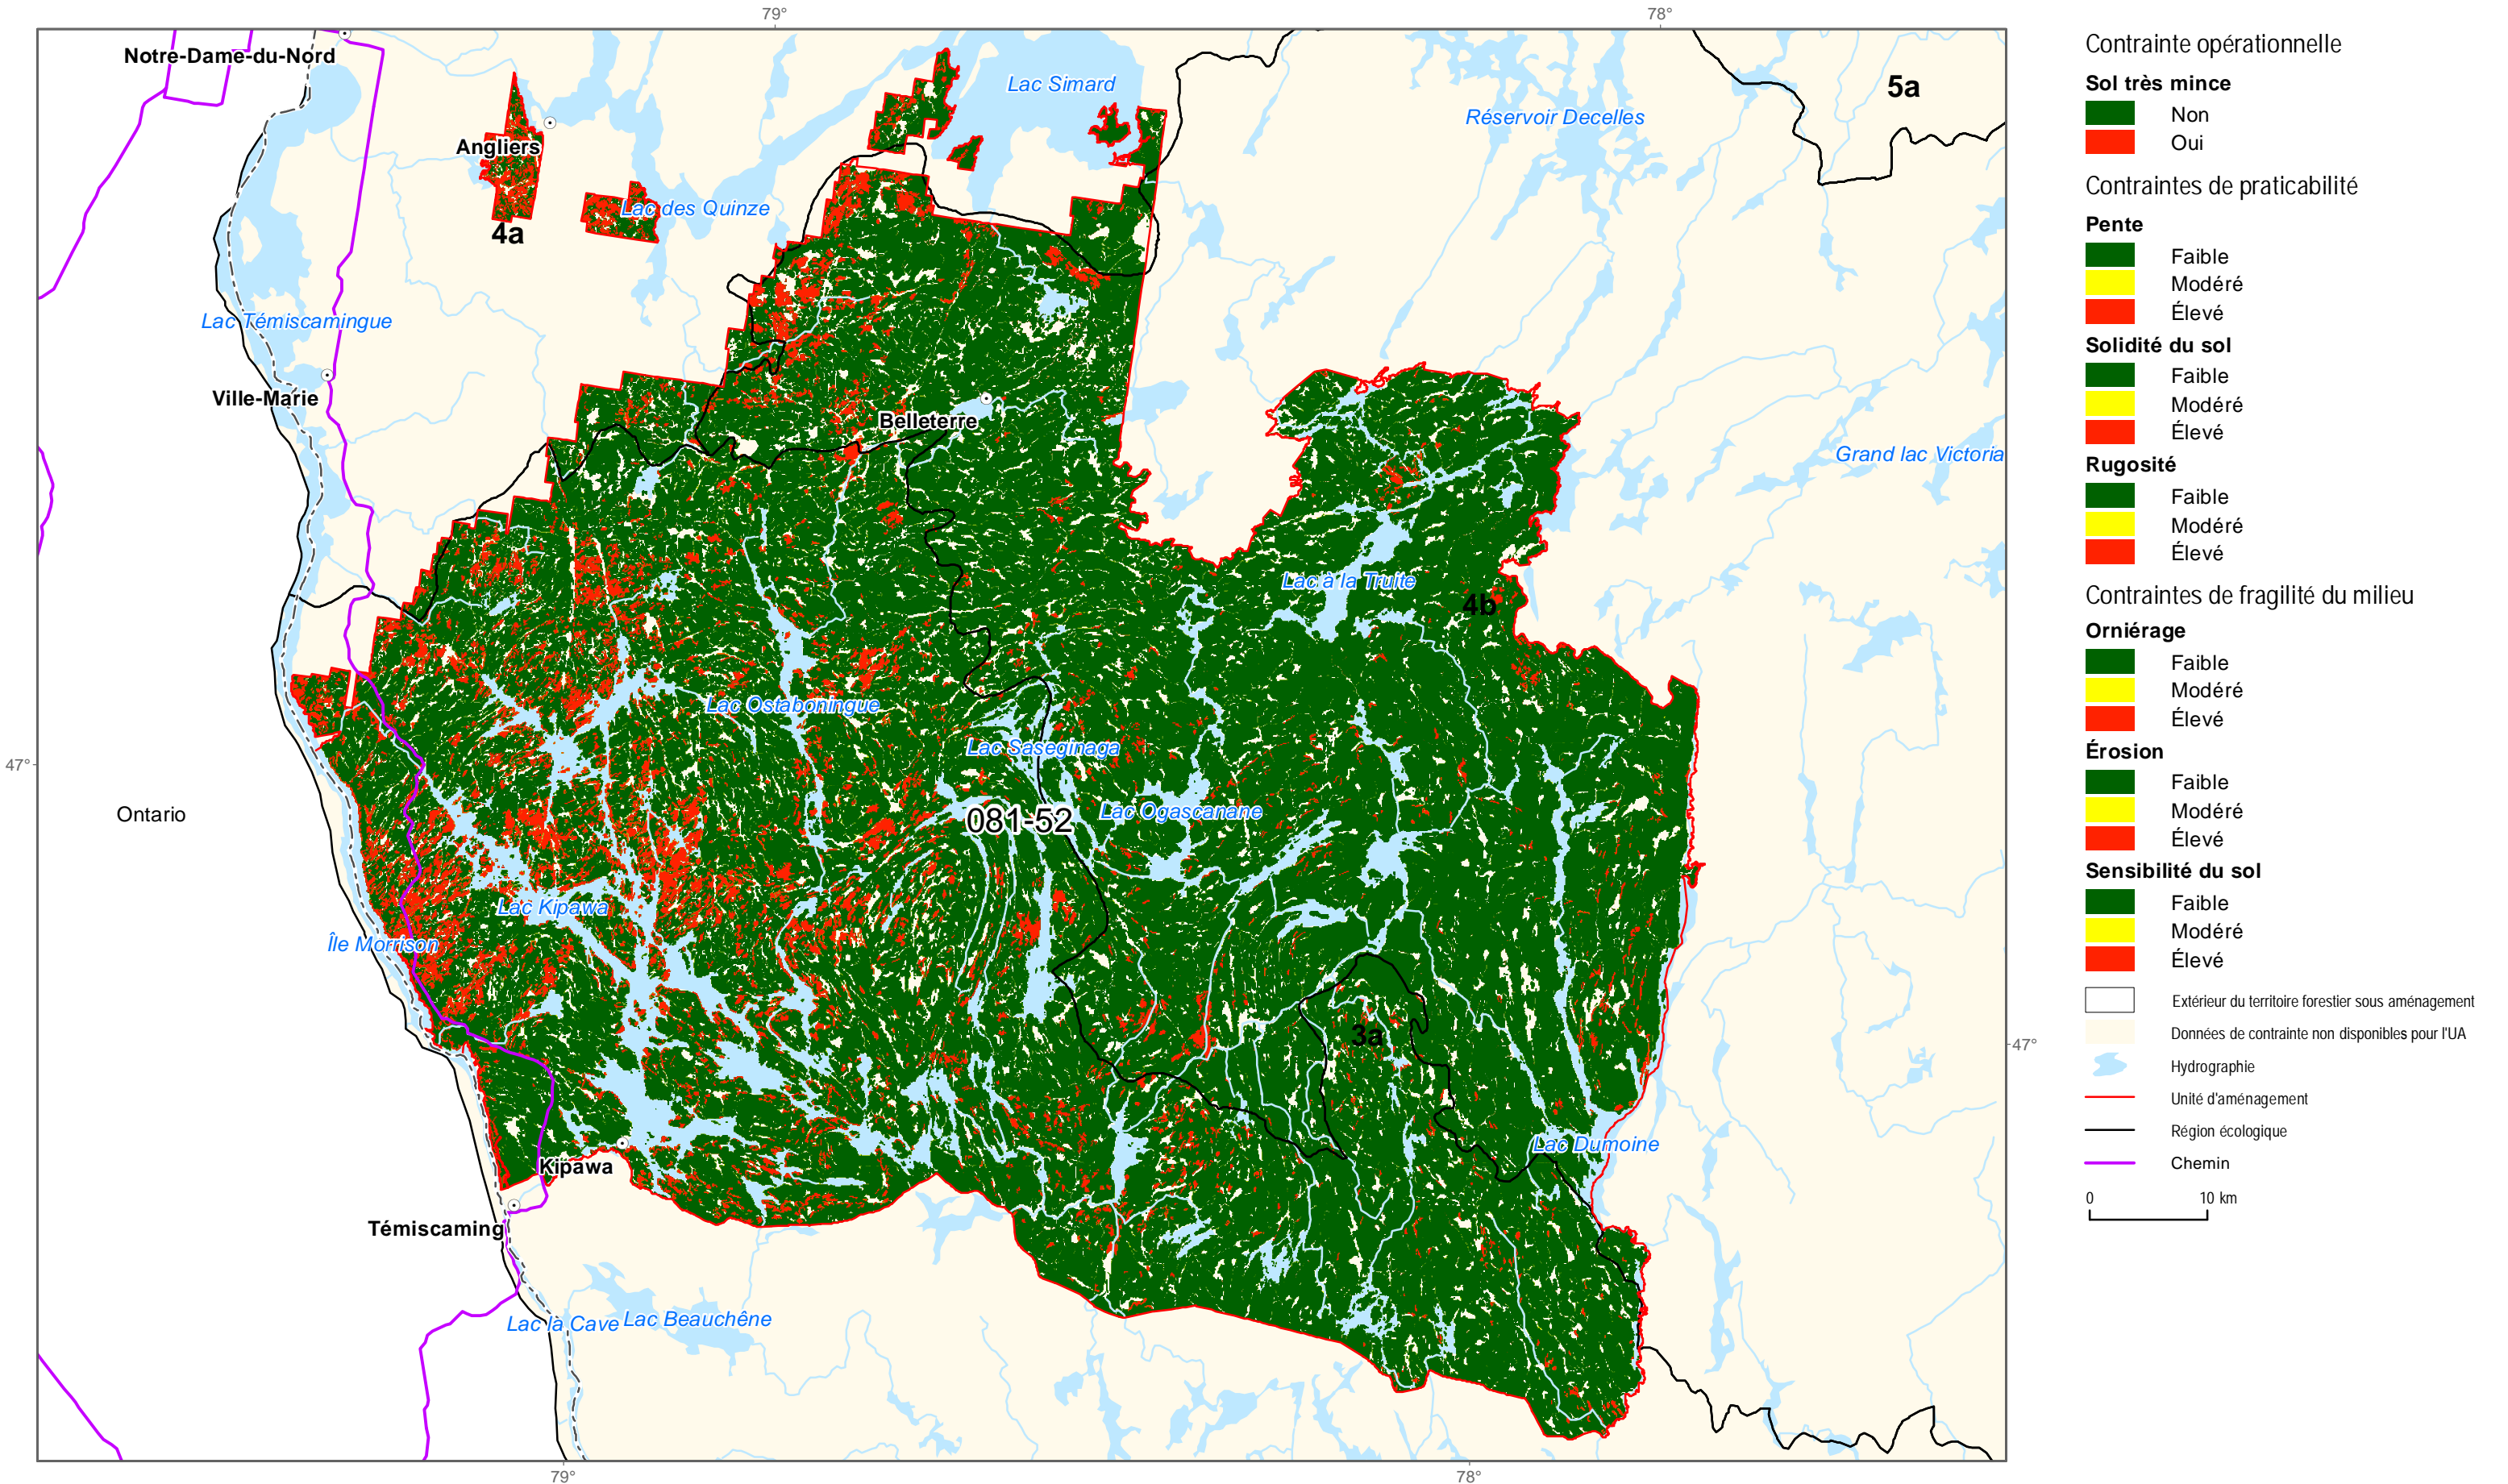 79°
78°
Notre-Dame-du-Nord
Lac Simard
5a
Réservoir Decelles
Angliers
Lac des Quinze
4a
Lac Témiscamingue
Ville-Marie
Belleterre
Grand lac Victoria
Lac à la Truite
4b
Lac Ostaboningue
Lac Saseginaga
47°
Ontario
081-52
Lac Ogascanane
Lac Kipawa
Île Morrison
3a
47°
Lac Dumoine
Kipawa
Témiscaming
Lac la Cave
Lac Beauchêne
79°
78°
Contrainte opérationnelle
Sol très mince
Non
Oui
Contraintes de praticabilité
Pente
Faible
Modéré
Élevé
Solidité du sol
Faible
Modéré
Élevé
Rugosité
Faible
Modéré
Élevé
Contraintes de fragilité du milieu
Orniérage
Faible
Modéré
Élevé
Érosion
Faible
Modéré
Élevé
Sensibilité du sol
Faible
Modéré
Élevé
Extérieur du territoire forestier sous aménagement
Données de contrainte non disponibles pour l'UA
Hydrographie
Unité d'aménagement
Région écologique
Chemin
0 10 km